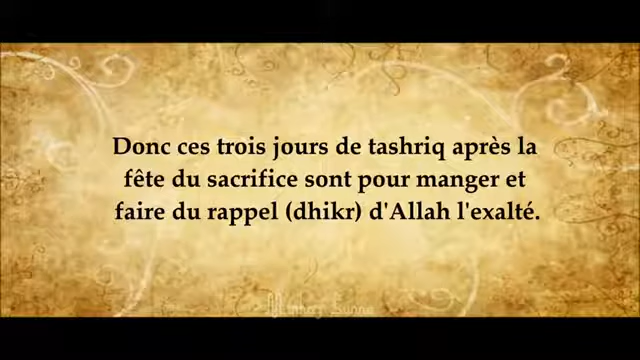 Donc ces trois jours de tashriq après la
fête du sacrifice sont pour manger et
faire du rappel (dhikr) d'Allah l'exalté.
Sunna